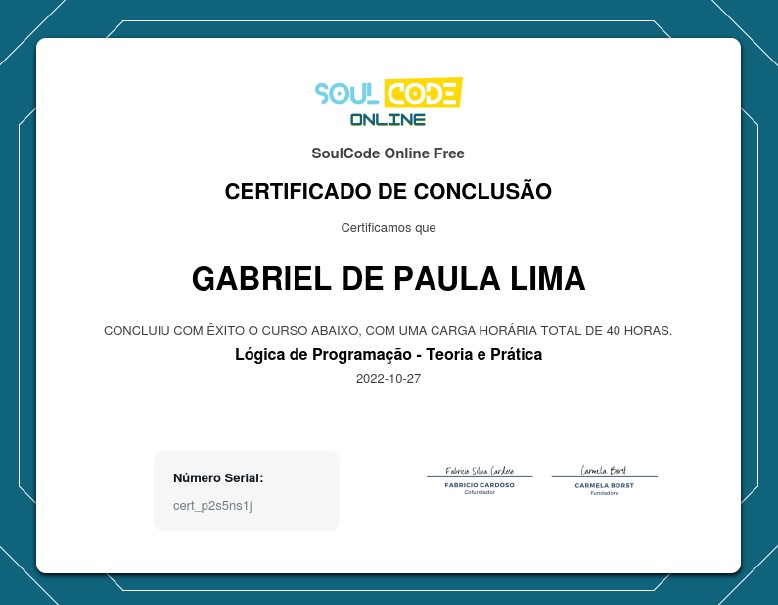 SOUL CODE
ONLINE
SoulCode Online Free
CERTIFICADO DE CONCLUSÃO
Certificamos que
GABRIEL DE PAULA LIMA
CONCLUIU COM ÊXITO O CURSO ABAIXO, COM UMA CARGA HORÁRIA TOTAL DE 40 HORAS.
Lógica de Programação - Teoria e Prática
2022-10-27
Número Serial:
cert_p2s5ns1j
Fabricio Silva Cardoso
FABRICIO CARDOSO
Cofundador
Carmela Borst
CARMELA BORST
Fundadora